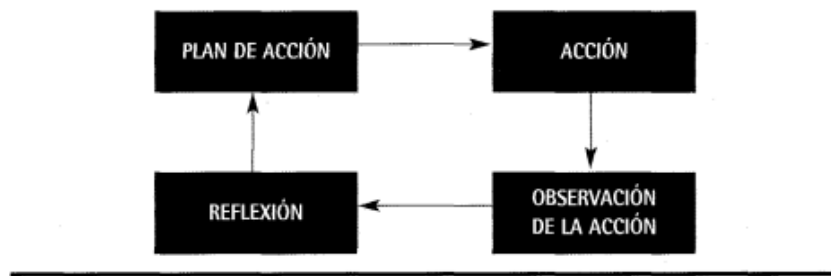 PLAN DE ACCIÓN
ACCIÓN
REFLEXIÓN
OBSERVACIÓN
DE LA ACCIÓN